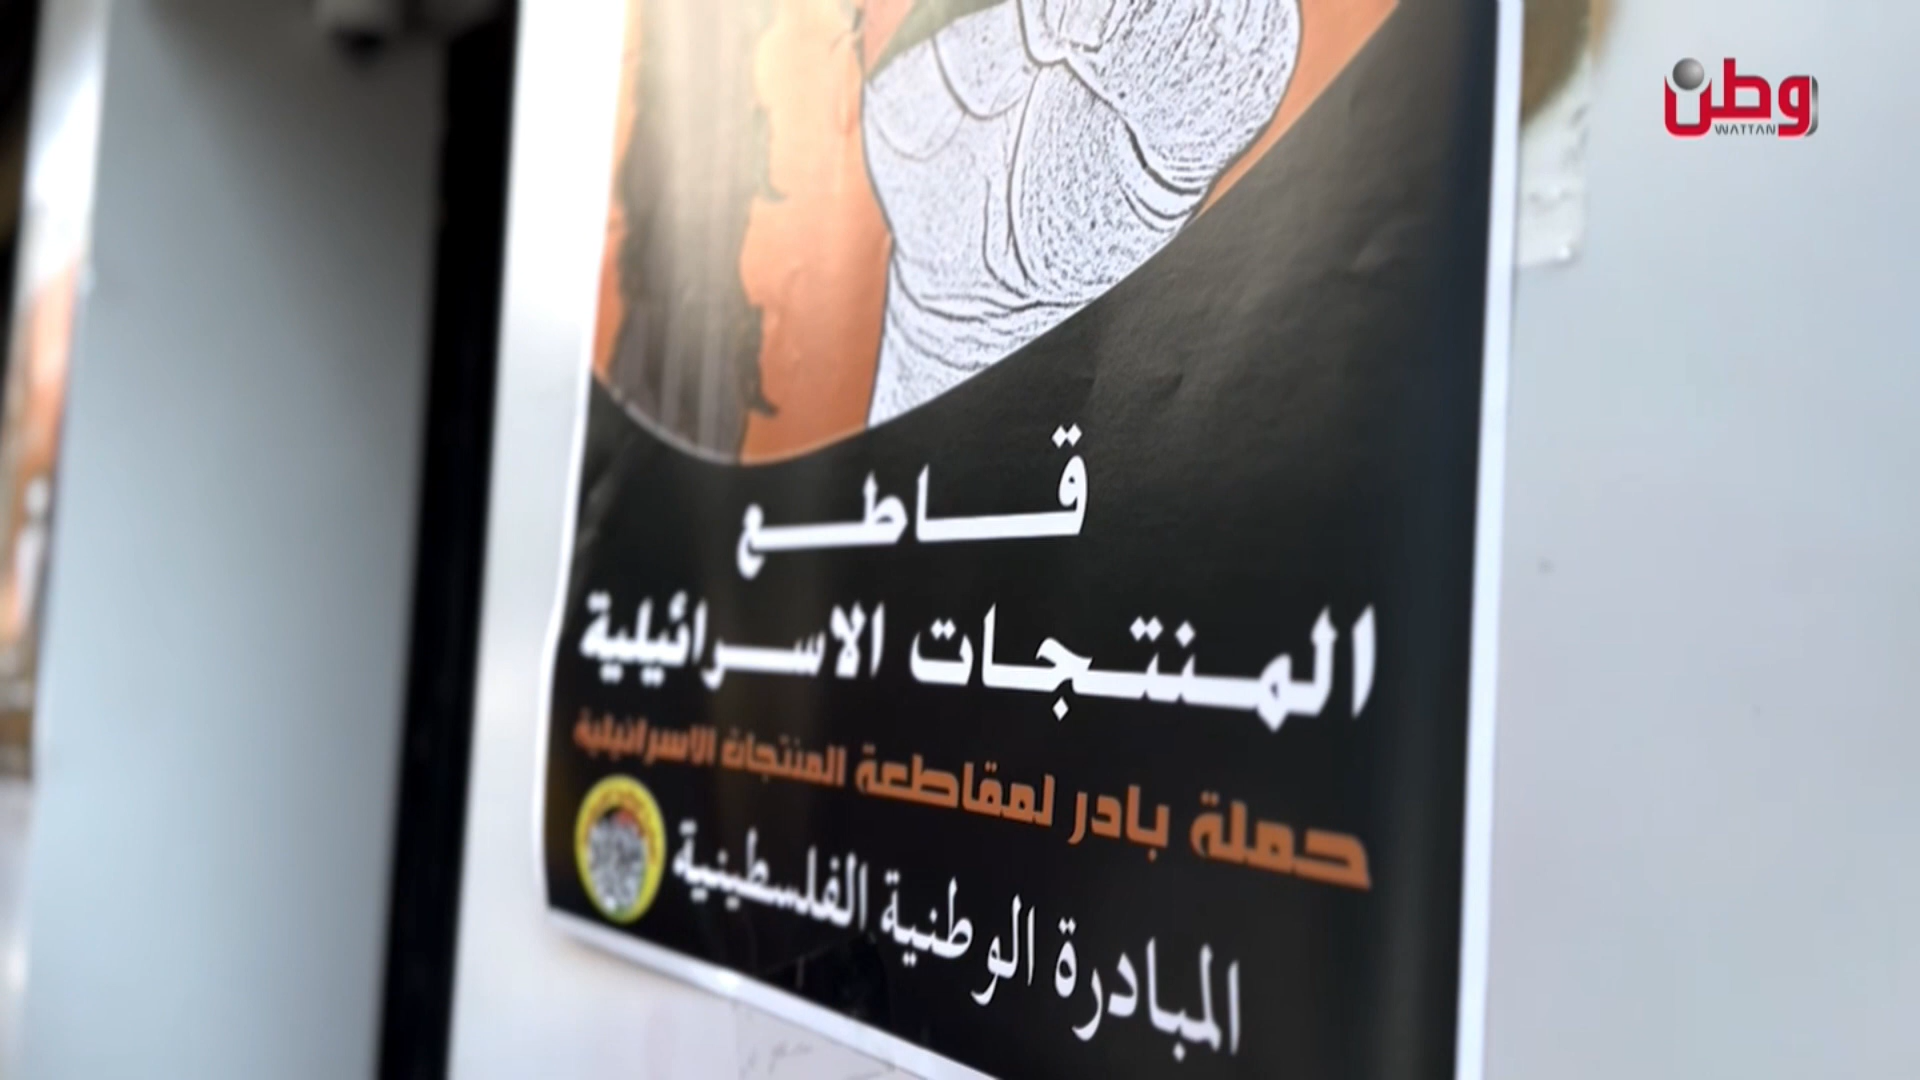 وطن
WATTAN
قاطع
المنتجات الاسرائيلية
حملة بادر لمقاطعة المنتجات الاسرائيلية
المبادرة الوطنية الفلسطينية